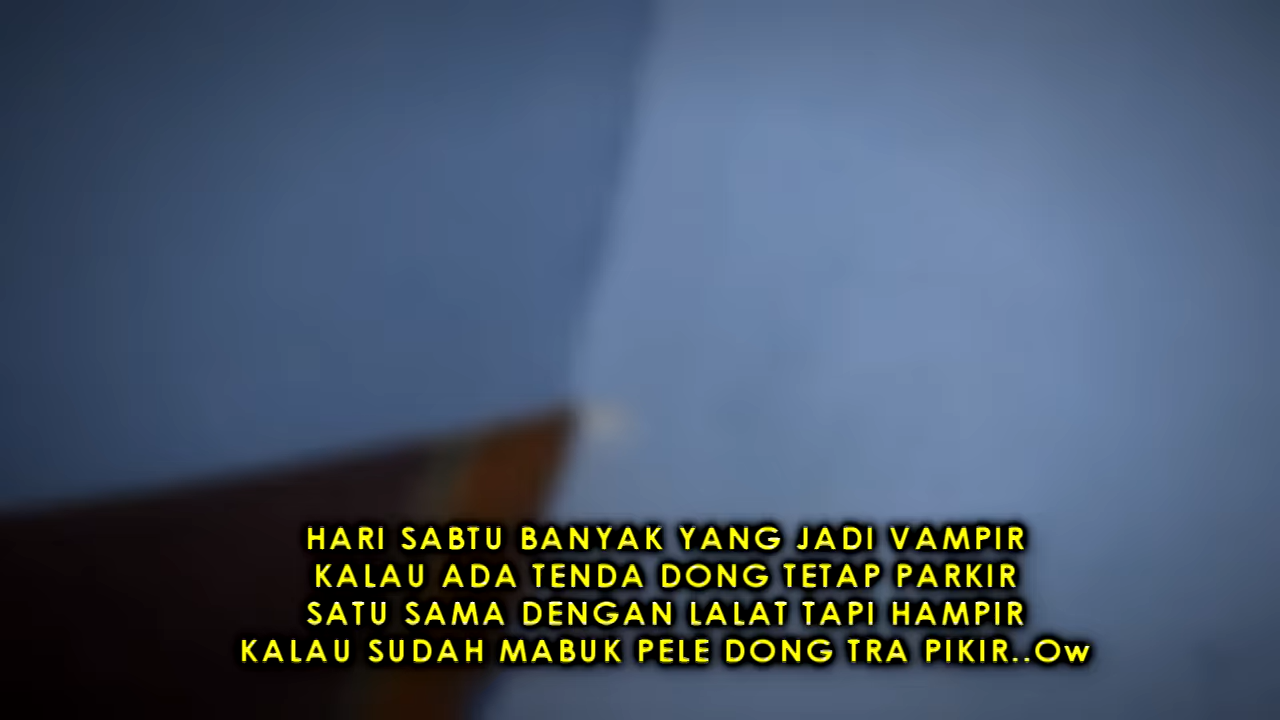 HARI SABTU BANYAK YANG JADI VAMPIR
KALAU ADA TENDA DONG TETAP PARKIR
SATU SAMA DENGAN LALAT TAPI HAMPIR
KALAU SUDAH MABUK PELE DONG TRA PIKIR..Ow